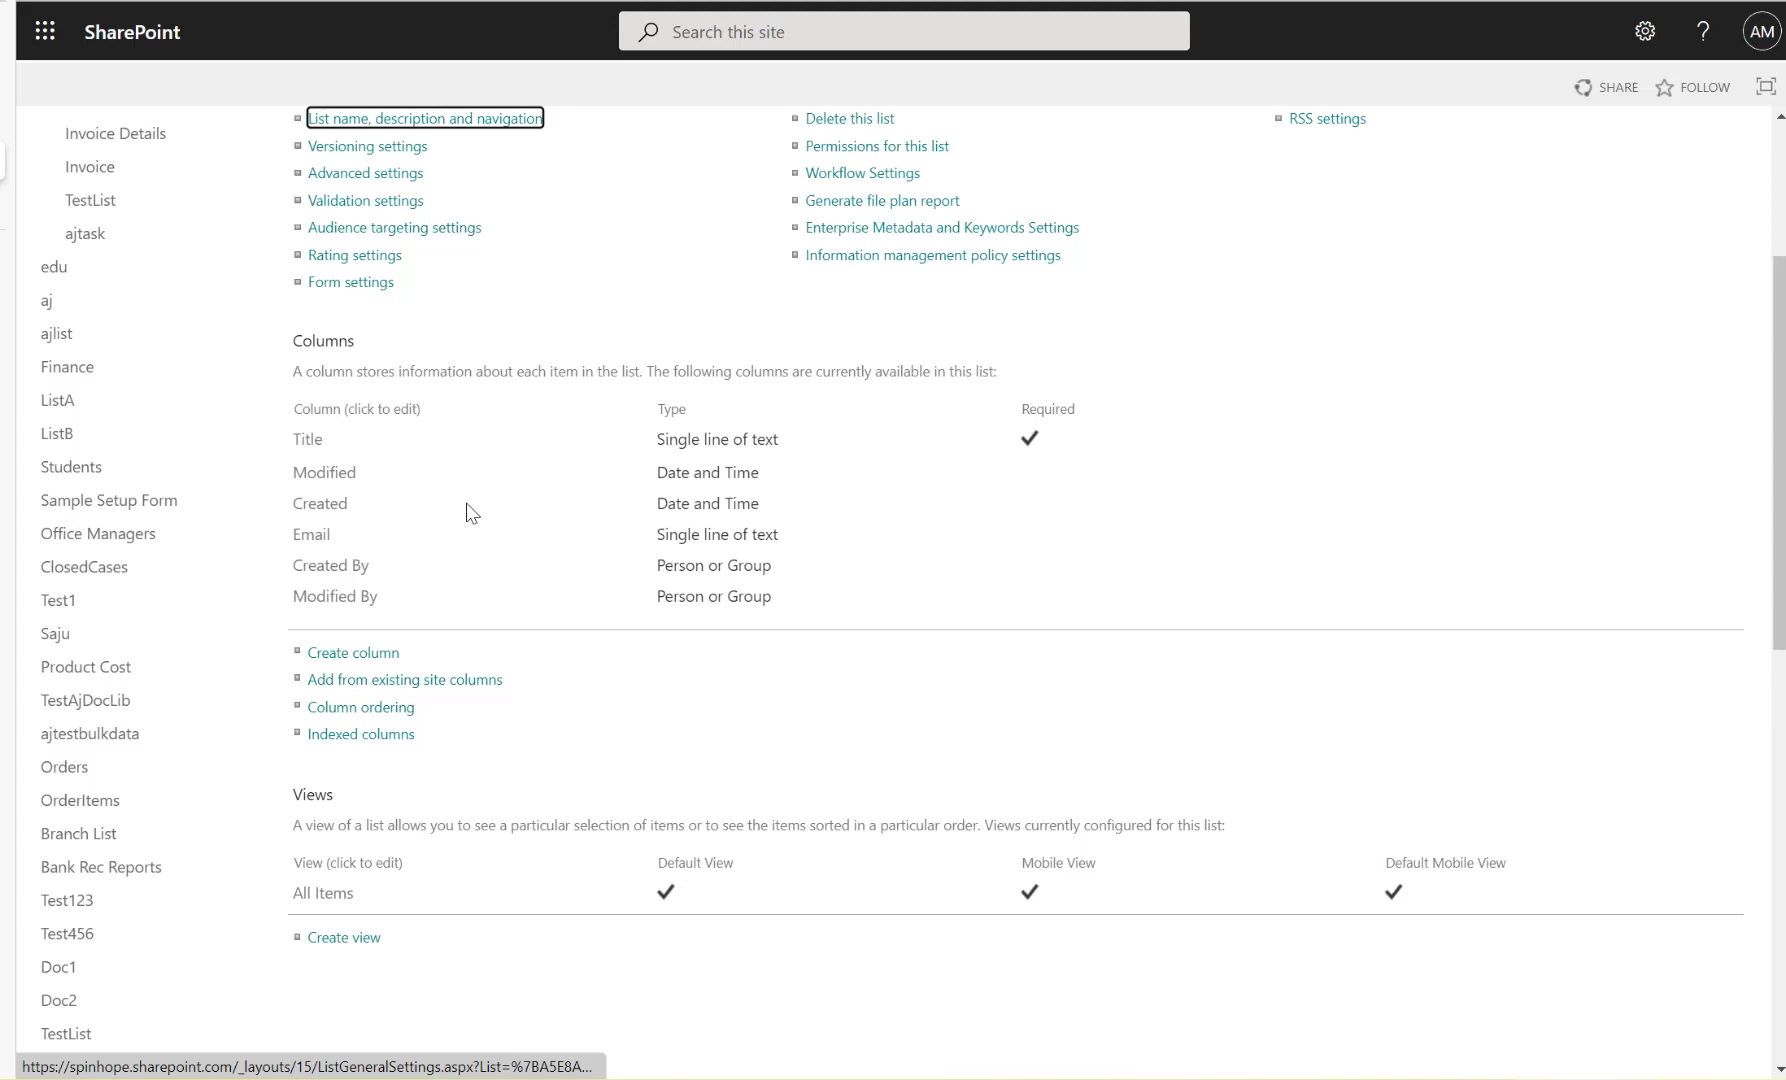 SharePoint
Search this site
?
AM
SHARE
FOLLOW
Invoice Details
Invoice
TestList
ajtask
edu
aj
ajlist
Finance
ListA
ListB
Students
Sample Setup Form
Office Managers
ClosedCases
Test1
Saju
Product Cost
TestAjDocLib
ajtestbulkdata
Orders
OrderItems
Branch List
Bank Rec Reports
Test123
Test456
Doc1
Doc2
TestList
List name, description and navigation
Versioning settings
Advanced settings
Validation settings
Audience targeting settings
Rating settings
Form settings
Delete this list
Permissions for this list
Workflow Settings
Generate file plan report
Enterprise Metadata and Keywords Settings
Information management policy settings
RSS settings
Columns
A column stores information about each item in the list. The following columns are currently available in this list:
Column (click to edit) Type Required
Title Single line of text
Modified Date and Time
Created Date and Time
Email Single line of text
Created By Person or Group
Modified By Person or Group
Create column
Add from existing site columns
Column ordering
Indexed columns
Views
A view of a list allows you to see a particular selection of items or to see the items sorted in a particular order. Views currently configured for this list:
View (click to edit) Default View Mobile View Default Mobile View
All Items
Create view
https://spinhope.sharepoint.com/_layouts/15/ListGeneralSettings.aspx?List=%7BA5E8A...